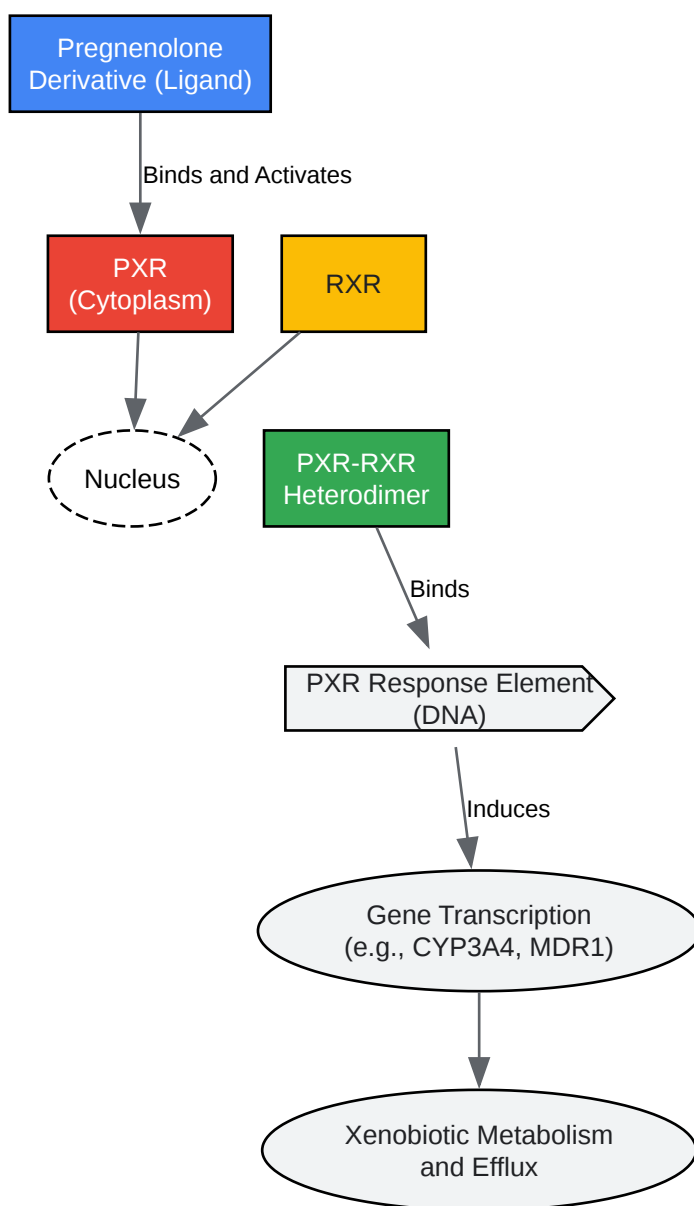 Pregnenolone
Derivative (Ligand)
Binds and Activates
PXR
(Cytoplasm)
RXR
Nucleus
PXR-RXR
Heterodimer
Binds
PXR Response Element
(DNA)
Induces
Gene Transcription
(e.g., CYP3A4, MDR1)
Xenobiotic Metabolism
and Efflux